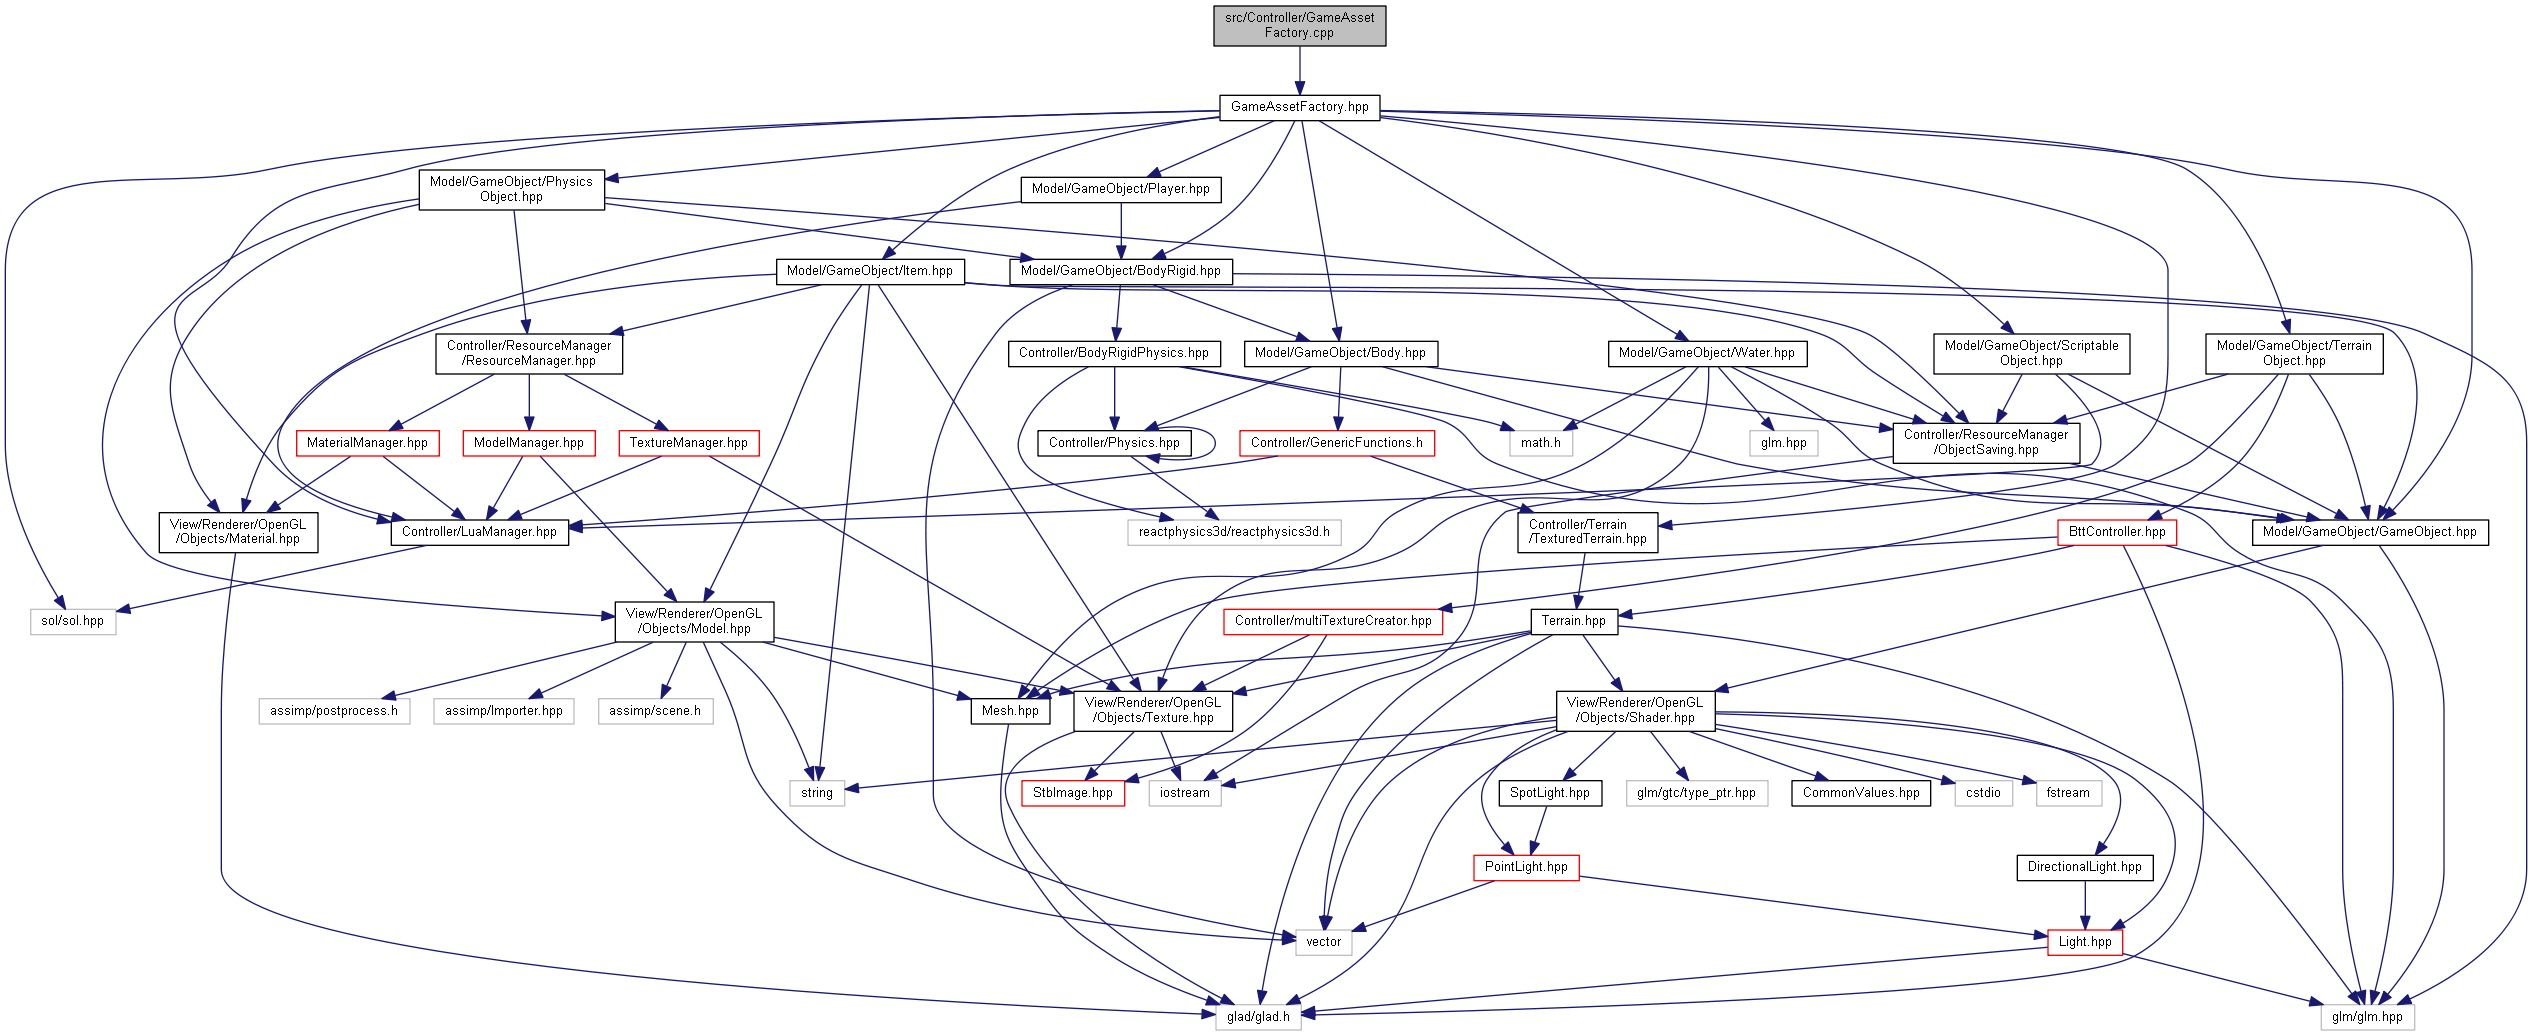 src/Controller/GameAsset
Factory.cpp
GameAssetFactory.hpp
Model/GameObject/Physics
Object.hpp
Model/GameObject/Player.hpp
Model/GameObject/Item.hpp
Model/GameObject/BodyRigid.hpp
Controller/ResourceManager
/ResourceManager.hpp
Controller/BodyRigidPhysics.hpp
Model/GameObject/Body.hpp
Model/GameObject/Water.hpp
Model/GameObject/Scriptable
Object.hpp
Model/GameObject/Terrain
Object.hpp
MaterialManager.hpp
ModelManager.hpp
TextureManager.hpp
Controller/Physics.hpp
Controller/GenericFunctions.h
math.h
glm.hpp
Controller/ResourceManager
/ObjectSaving.hpp
View/Renderer/OpenGL
/Objects/Material.hpp
Controller/LuaManager.hpp
reactphysics3d/reactphysics3d.h
Controller/Terrain
/TexturedTerrain.hpp
BttController.hpp
Model/GameObject/GameObject.hpp
sol/sol.hpp
View/Renderer/OpenGL
/Objects/Model.hpp
Controller/multiTextureCreator.hpp
Terrain.hpp
assimp/postprocess.h
assimp/Importer.hpp
assimp/scene.h
Mesh.hpp
View/Renderer/OpenGL
/Objects/Texture.hpp
View/Renderer/OpenGL
/Objects/Shader.hpp
string
StbImage.hpp
iostream
SpotLight.hpp
glm/gtc/type_ptr.hpp
CommonValues.hpp
cstdio
fstream
PointLight.hpp
DirectionalLight.hpp
vector
Light.hpp
glad/glad.h
glm/glm.hpp